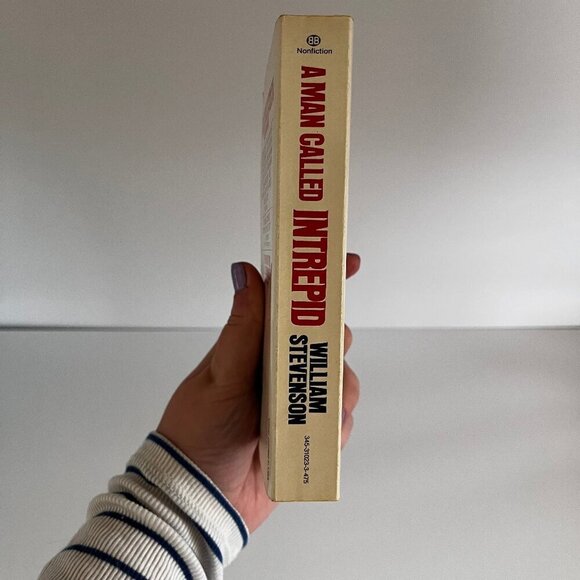 BB
Nonfiction
A MAN CALLED
INTREPID
WILLIAM
STEVENSON
345-31023-3-475